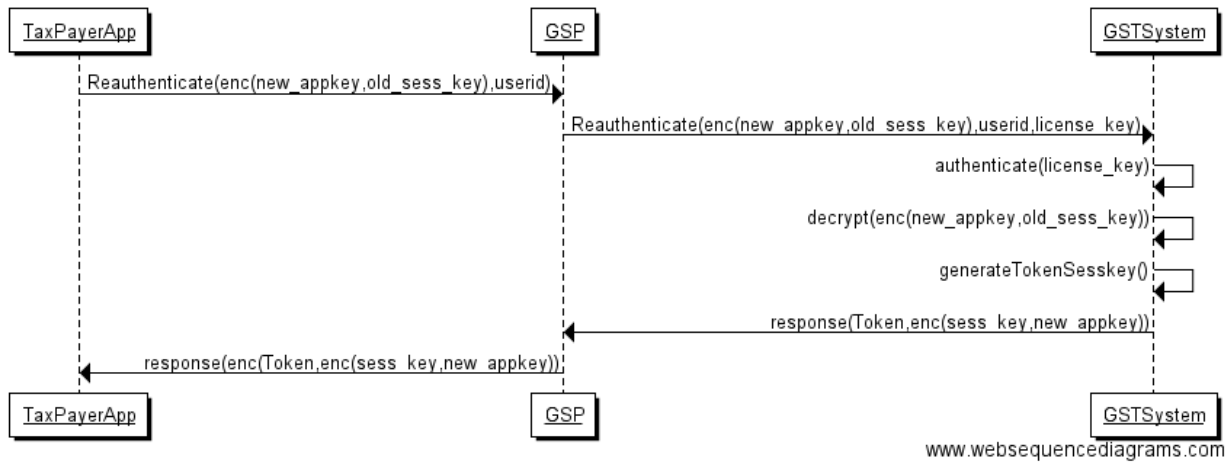 TaxPayerApp
GSP
GSTSystem
Reauthenticate(enc(new_appkey,old_sess_key),userid)
Reauthenticate(enc(new_appkey,old_sess_key),userid,license_key)
authenticate(license_key)
decrypt(enc(new_appkey,old_sess_key))
generateTokenSesskey()
response(Token,enc(sess_key,new_appkey))
response(enc(Token,enc(sess_key,new_appkey))
TaxPayerApp
GSP
GSTSystem
www.websequencediagrams.com